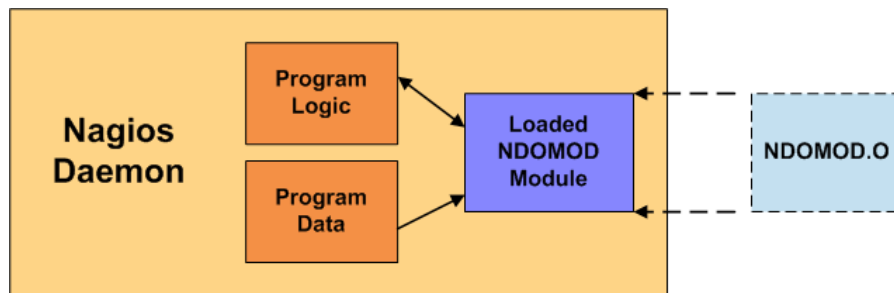 Nagios
Daemon
Program
Logic
Program
Data
Loaded
NDOMOD
Module
NDOMOD.O